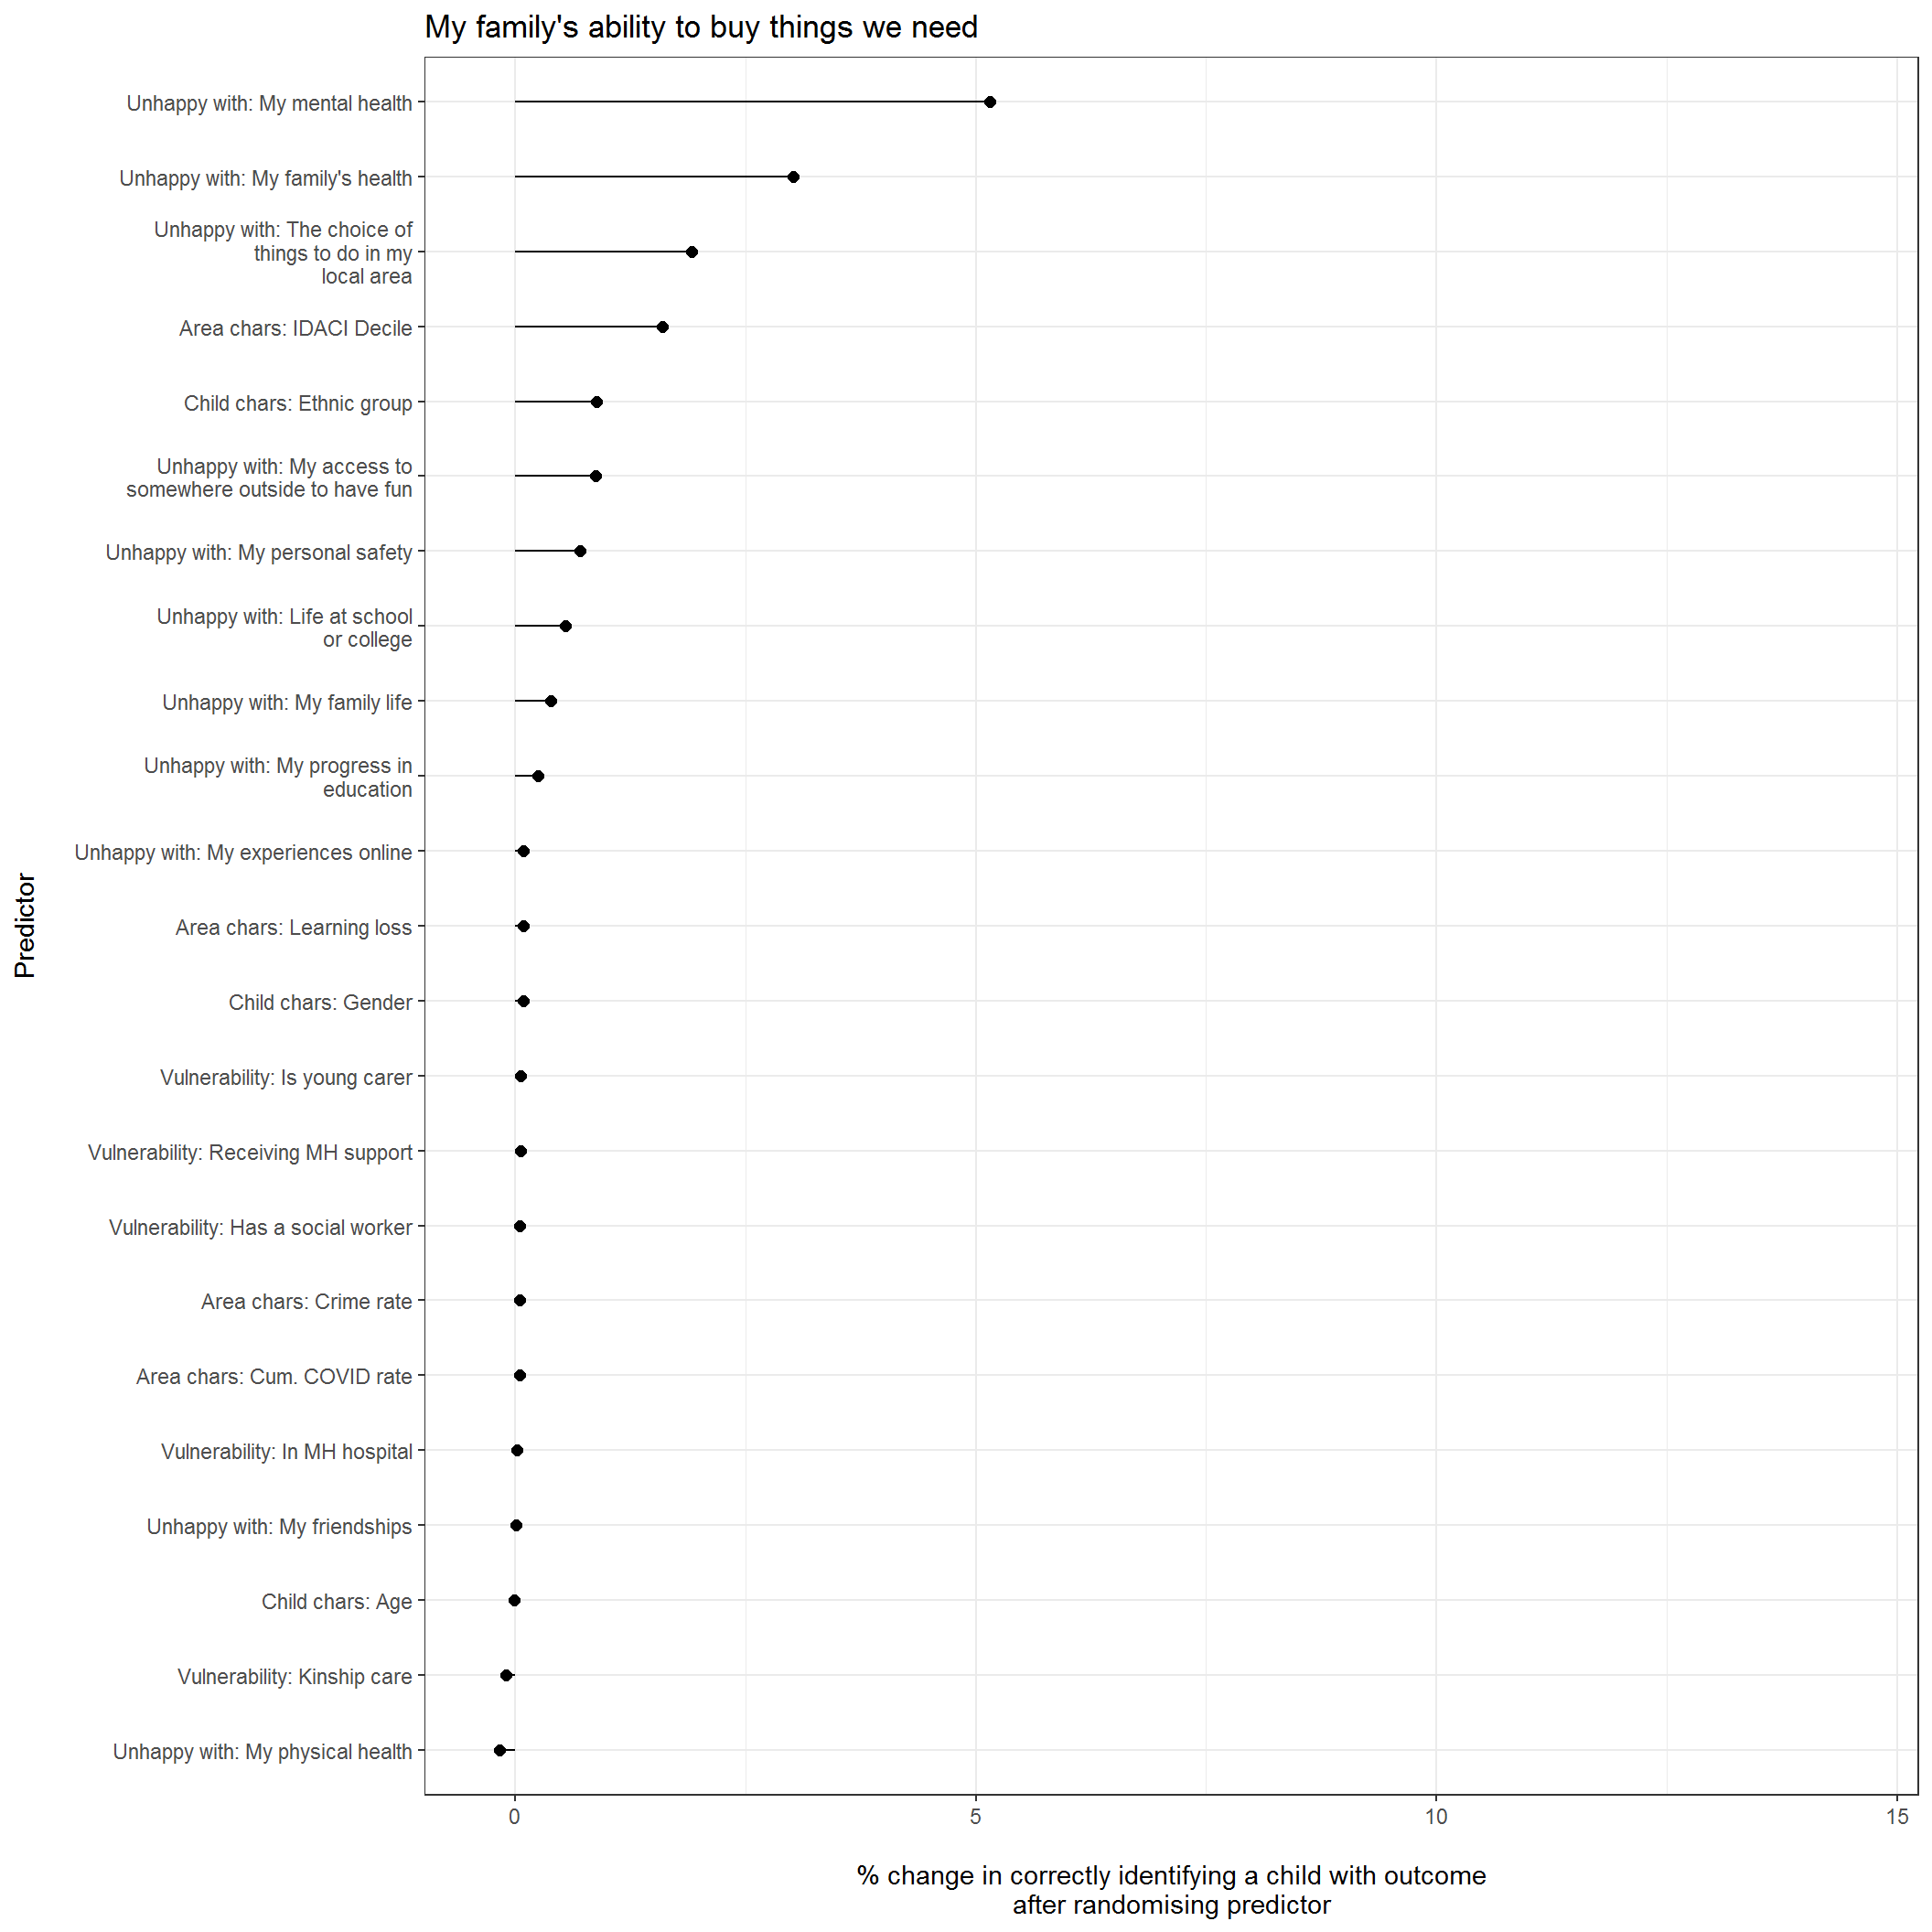 My family's ability to buy things we need
Unhappy with: My mental health
Unhappy with: My family's health
Unhappy with: The choice of
things to do in my
local area
Area chars: IDACI Decile
Child chars: Ethnic group
Unhappy with: My access to
somewhere outside to have fun
Unhappy with: My personal safety
Unhappy with: Life at school
or college
Unhappy with: My family life
Unhappy with: My progress in
education
Unhappy with: My experiences online
Area chars: Learning loss
Child chars: Gender
Vulnerability: Is young carer
Vulnerability: Receiving MH support
Vulnerability: Has a social worker
Area chars: Crime rate
Area chars: Cum. COVID rate
Vulnerability: In MH hospital
Unhappy with: My friendships
Child chars: Age
Vulnerability: Kinship care
Unhappy with: My physical health
Predictor
0 5 10 15
% change in correctly identifying a child with outcome
after randomising predictor